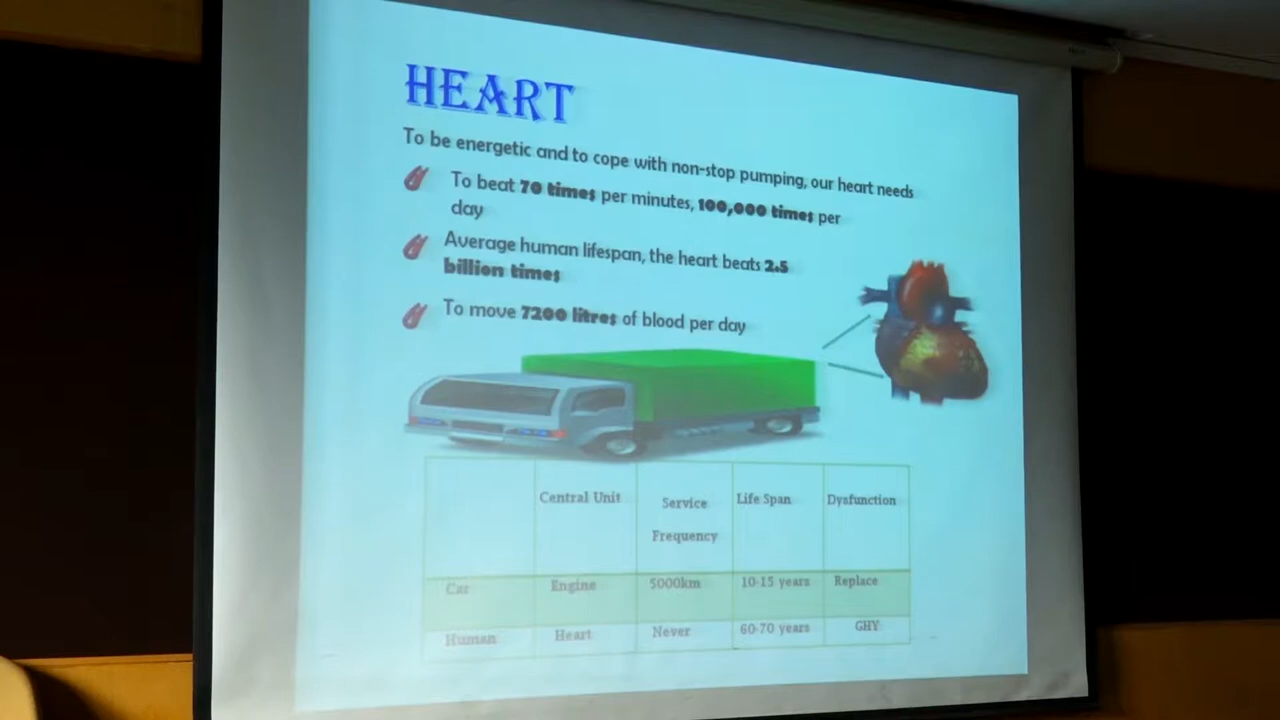 HEART
To be energetic and to cope with non-stop pumping, our heart needs
To beat 70 times per minutes, 100,000 times per
day
Average human lifespan, the heart beats 2.5
billion times
To move 7200 litres of blood per day
Central Unit Service Frequency Life Span Dysfunction
Car Engine 5000km 10-15 years Replace
Human Heart Never 60-70 years GHY